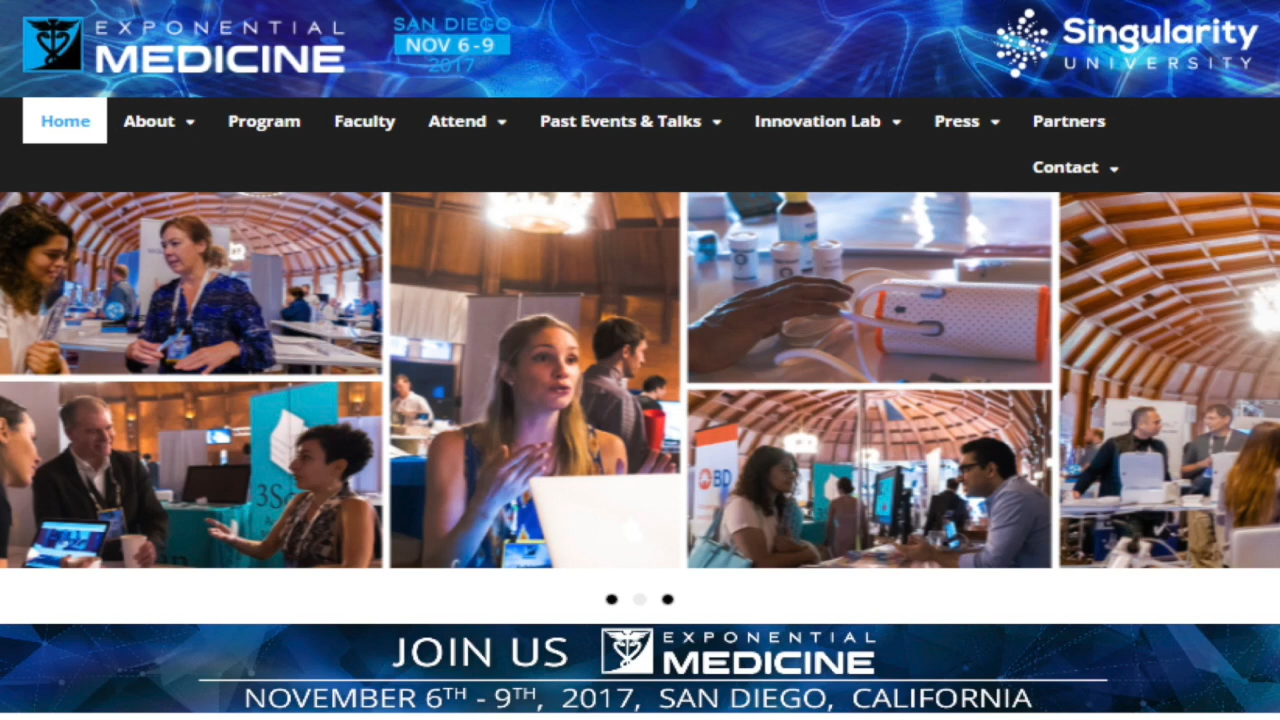 EXPONENTIAL
MEDICINE
SAN DIEGO
NOV 6-9
2017
Singularity
UNIVERSITY
Home About Program Faculty Attend Past Events & Talks Innovation Lab Press Partners
Contact
BD
JOIN US EXPONENTIAL
MEDICINE
NOVEMBER 6TH - 9TH, 2017, SAN DIEGO, CALIFORNIA